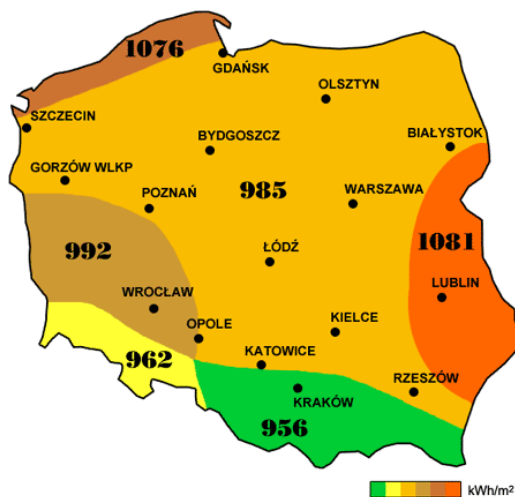 1076
GDAŃSK
OLSZTYN
SZCZECIN
BYDGOSZCZ
BIAŁYSTOK
GORZÓW WLKP
POZNAŃ
985
WARSZAWA
992
ŁÓDŹ
1081
WROCŁAW
LUBLIN
OPOLE
KIELCE
962
KATOWICE
KRAKÓW
RZESZÓW
956
kWh/m²